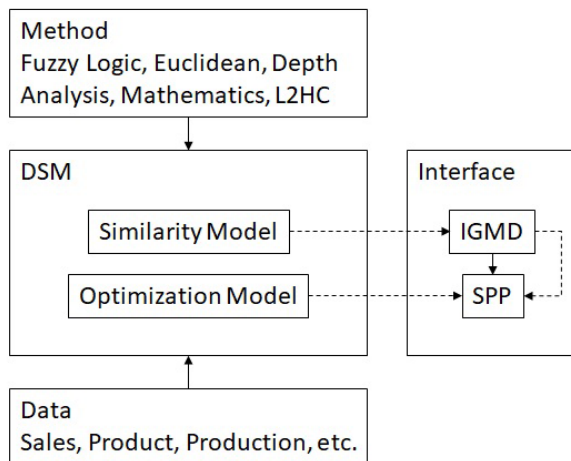 Method
Fuzzy Logic, Euclidean, Depth
Analysis, Mathematics, L2HC
DSM
Interface
Similarity Model
IGMD
Optimization Model
SPP
Data
Sales, Product, Production, etc.